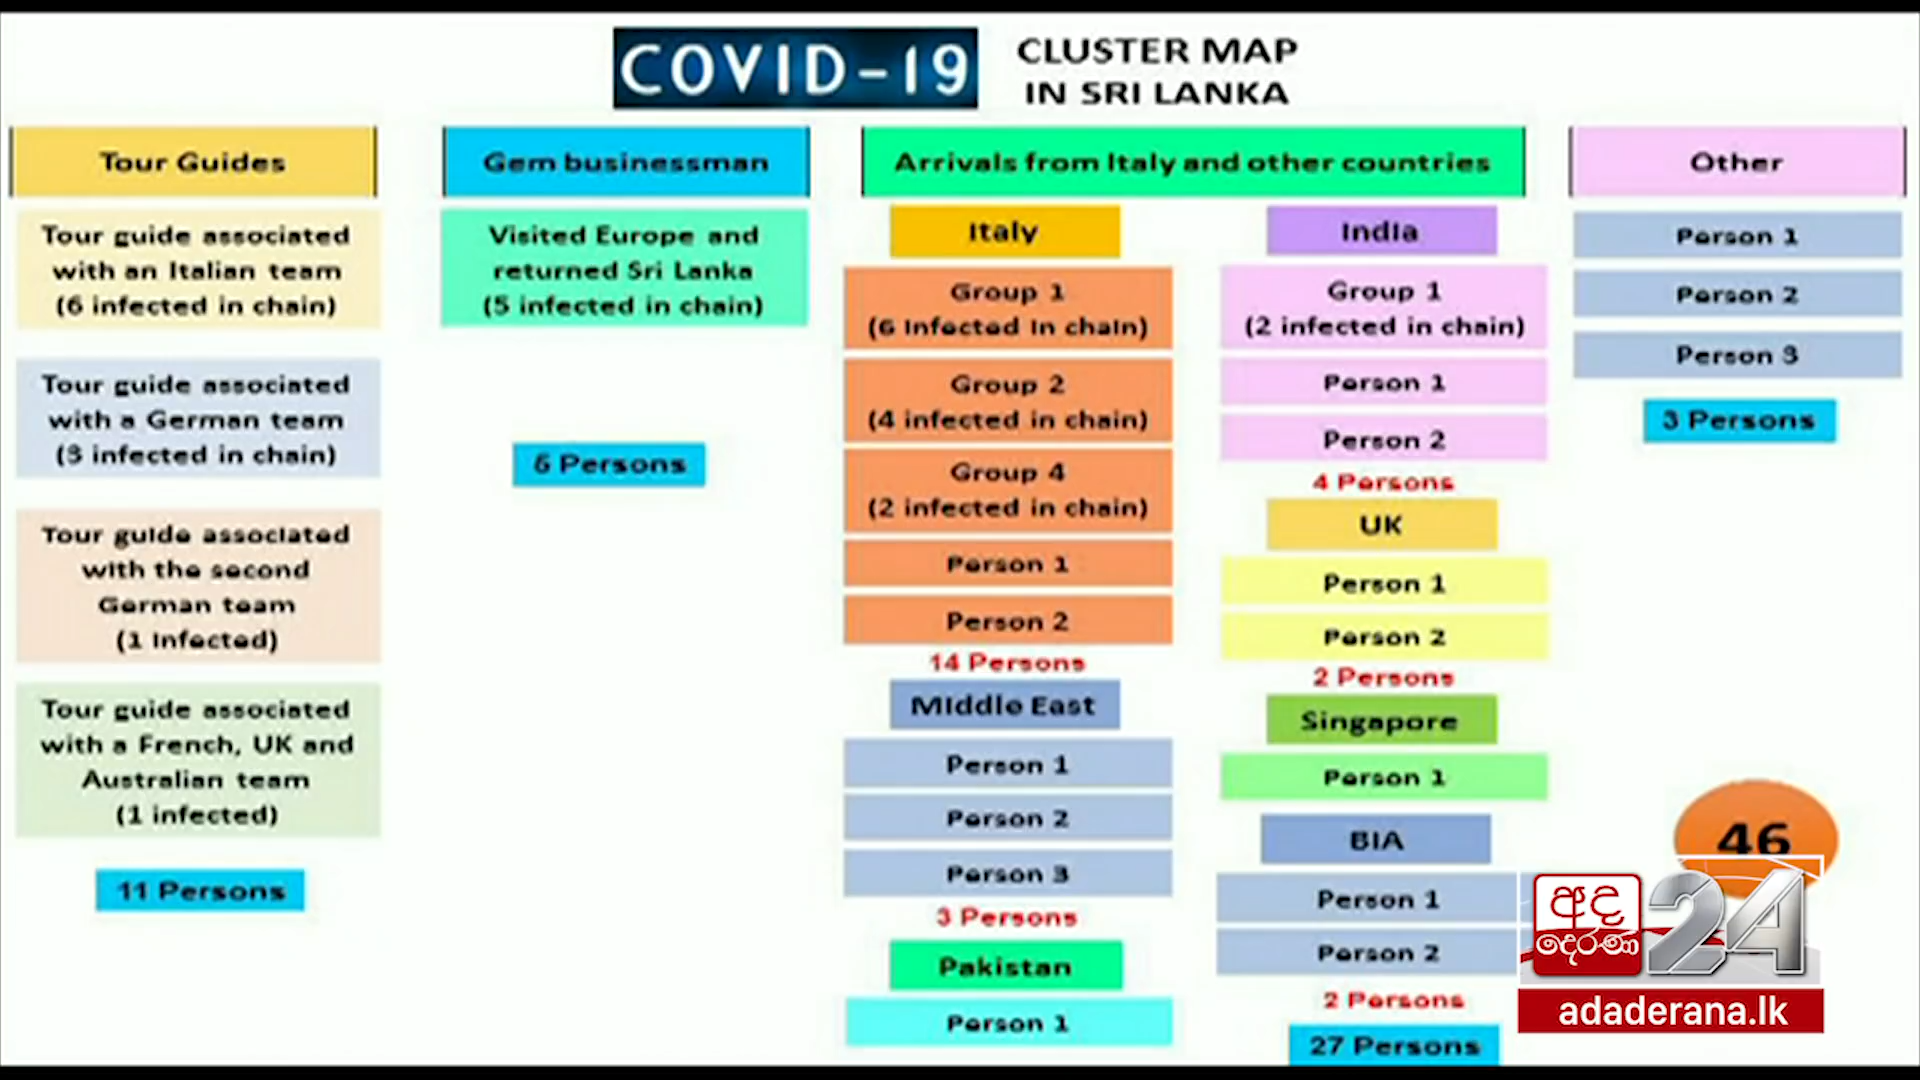 COVID-19
CLUSTER MAP
IN SRI LANKA
Tour Guides
Tour guide associated
with an Italian team
(6 infected in chain)
Tour guide associated
with a German team
(3 infected in chain)
Tour guide associated
with the second
German team
(1 infected)
Tour guide associated
with a French, UK and
Australian team
(1 infected)
11 Persons
Gem businessman
Visited Europe and
returned Sri Lanka
(5 infected in chain)
5 Persons
Arrivals from Italy and other countries
Italy
Group 1
(6 infected in chain)
Group 2
(4 infected in chain)
Group 4
(2 infected in chain)
Person 1
Person 2
14 Persons
Middle East
Person 1
Person 2
Person 3
3 Persons
Pakistan
Person 1
India
Group 1
(2 infected in chain)
Person 1
Person 2
4 Persons
UK
Person 1
Person 2
2 Persons
Singapore
Person 1
BIA
Person 1
Person 2
2 Persons
27 Persons
Other
Person 1
Person 2
Person 3
3 Persons
46
අද
දෙරණ
24
adaderana.lk